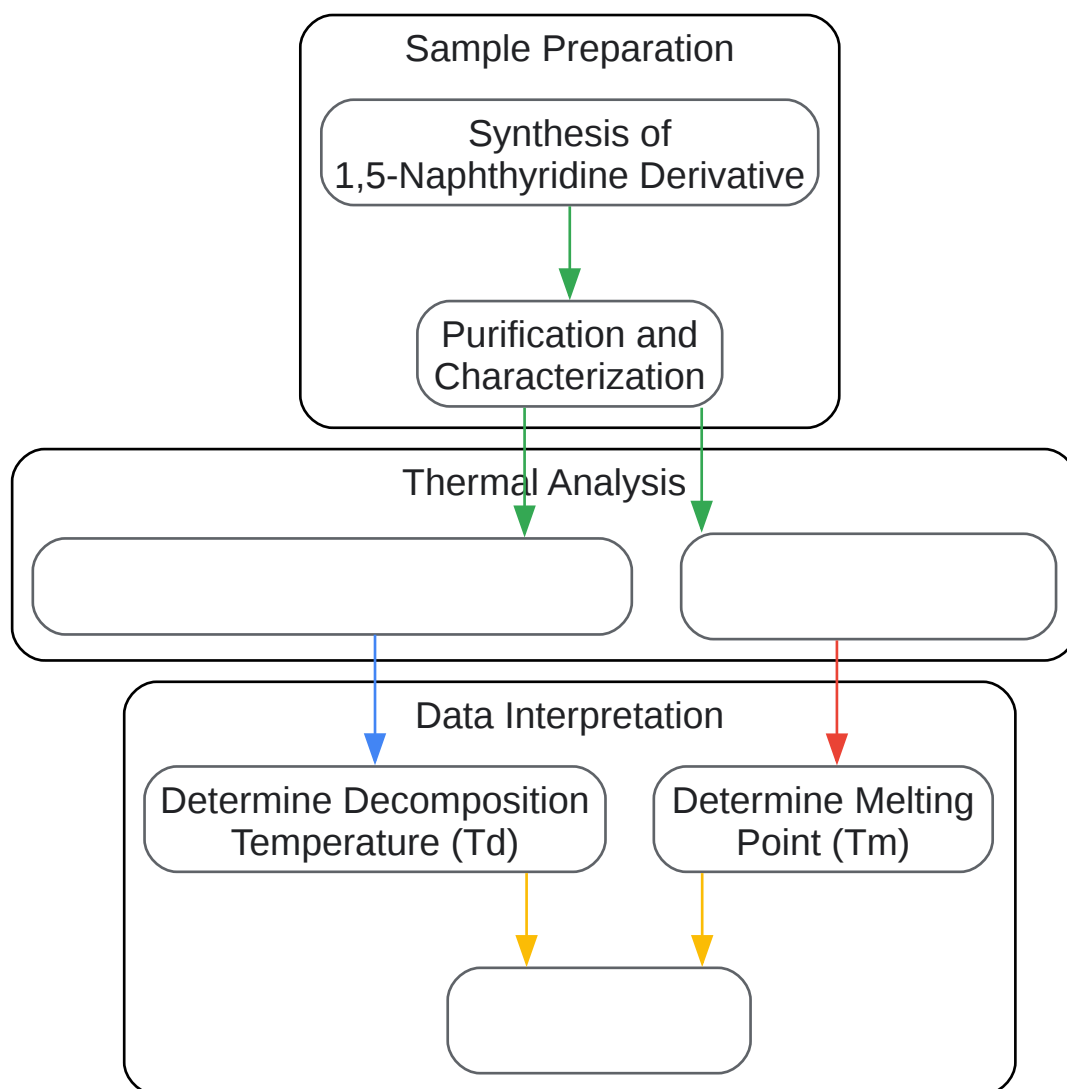 Sample Preparation
Synthesis of
1,5-Naphthyridine Derivative
Purification and
Characterization
Thermal Analysis
Data Interpretation
Determine Decomposition
Temperature (Td)
Determine Melting
Point (Tm)